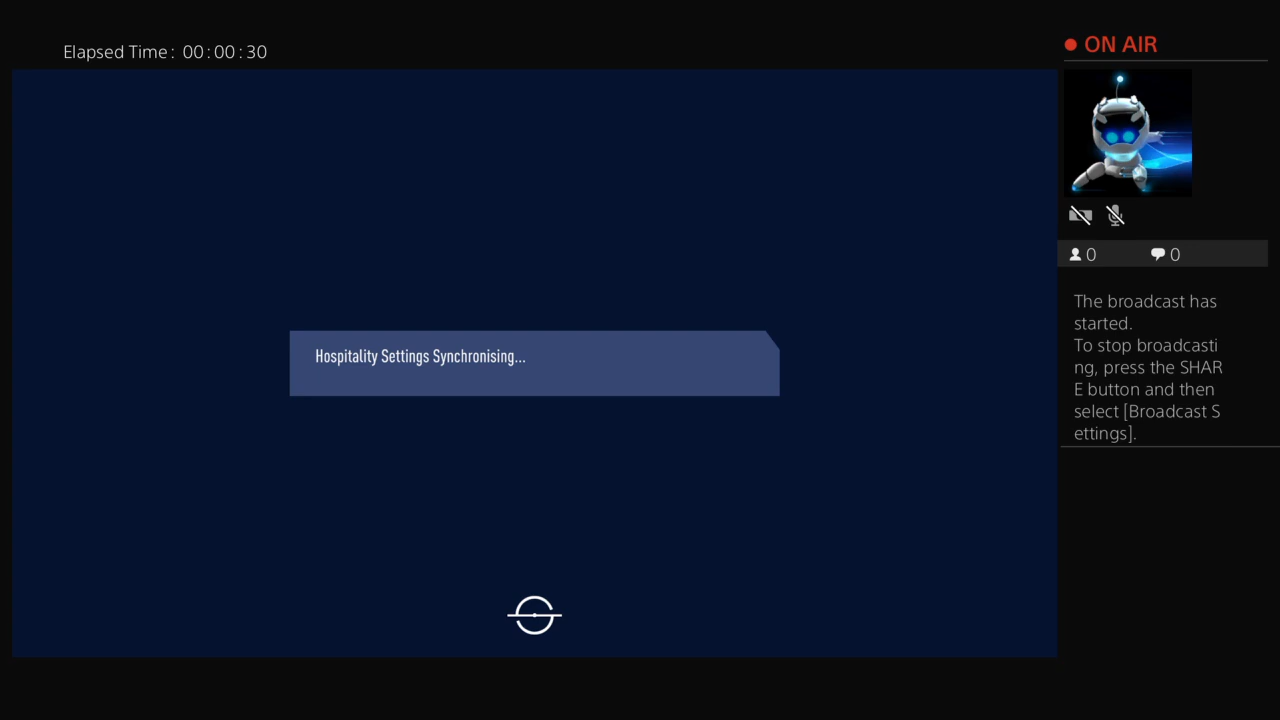 Elapsed Time: 00:00:30
ON AIR
0 0
Hospitality Settings Synchronising...
The broadcast has
started.
To stop broadcasti
ng, press the SHAR
E button and then
select [Broadcast S
ettings].